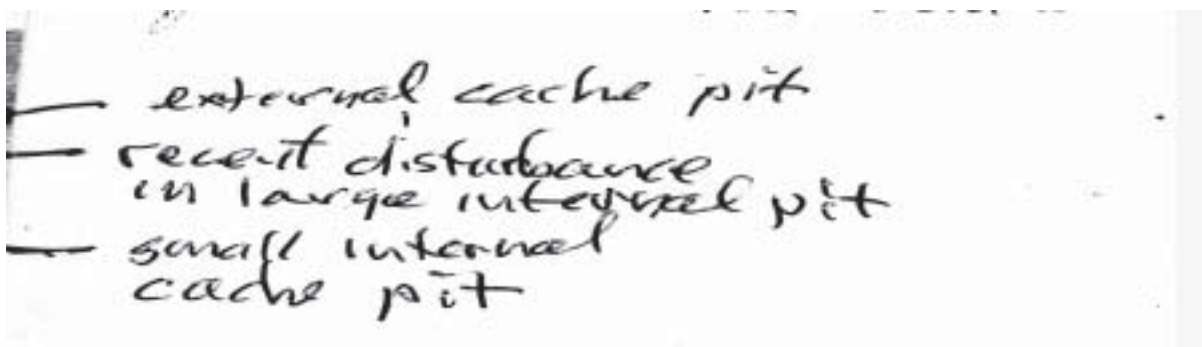 external cache pit
recent disturbance
in large internal pit
small internal
cache pit